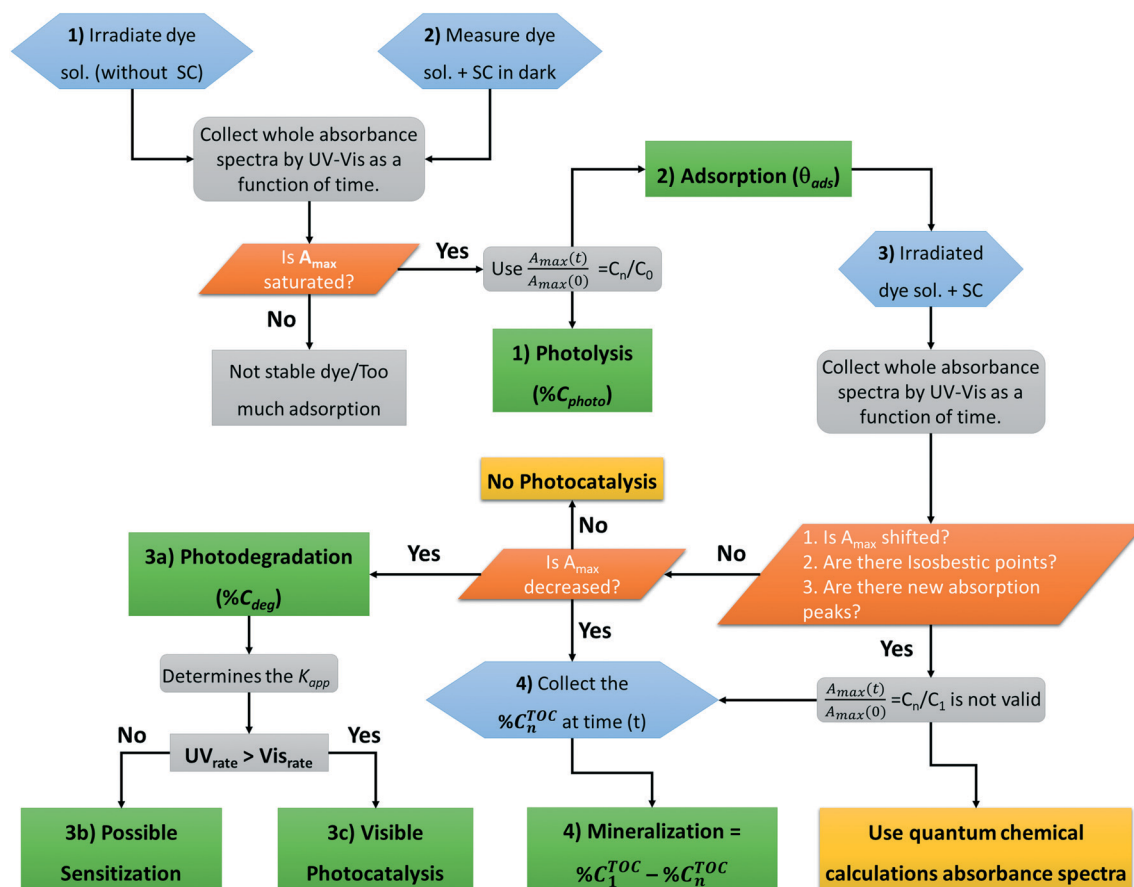 1) Irradiate dye
sol. (without SC)
2) Measure dye
sol. + SC in dark
Collect whole absorbance
spectra by UV-Vis as a
function of time.
Is Amax
saturated?
Yes
No
Not stable dye/Too
much adsorption
Use Amax(t)/Amax(0) =Cn/C0
2) Adsorption (θads)
1) Photolysis
(%Cphoto)
3) Irradiated
dye sol. + SC
Collect whole absorbance
spectra by UV-Vis as a
function of time.
1. Is Amax shifted?
2. Are there Isosbestic points?
3. Are there new absorption
peaks?
No
Yes
No Photocatalysis
No
Is Amax
decreased?
Yes
Yes
3a) Photodegradation
(%Cdeg)
Determines the Kapp
UVrate > Visrate
No
Yes
3b) Possible
Sensitization
3c) Visible
Photocatalysis
4) Collect the
%CnTOC at time (t)
4) Mineralization =
%C1TOC – %CnTOC
Amax(t)/Amax(0) =Cn/C1 is not valid
Use quantum chemical
calculations absorbance spectra